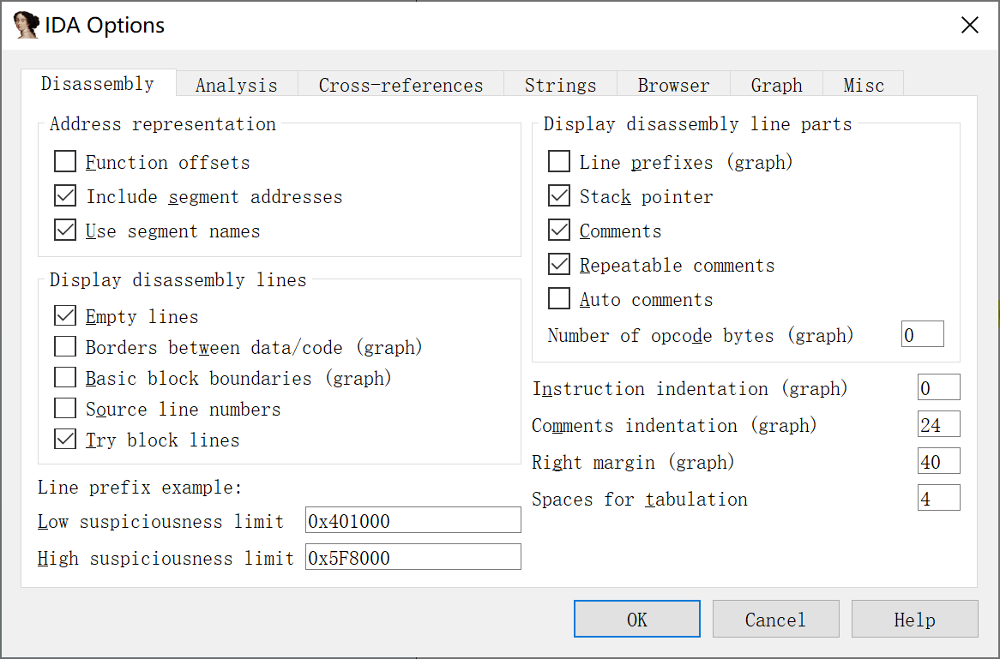 IDA Options
Disassembly Analysis Cross-references Strings Browser Graph Misc
Address representation
Function offsets
Include segment addresses
Use segment names
Display disassembly lines
Empty lines
Borders between data/code (graph)
Basic block boundaries (graph)
Source line numbers
Try block lines
Line prefix example:
Low suspiciousness limit 0x401000
High suspiciousness limit 0x5F8000
Display disassembly line parts
Line prefixes (graph)
Stack pointer
Comments
Repeatable comments
Auto comments
Number of opcode bytes (graph) 0
Instruction indentation (graph) 0
Comments indentation (graph) 24
Right margin (graph) 40
Spaces for tabulation 4
OK Cancel Help